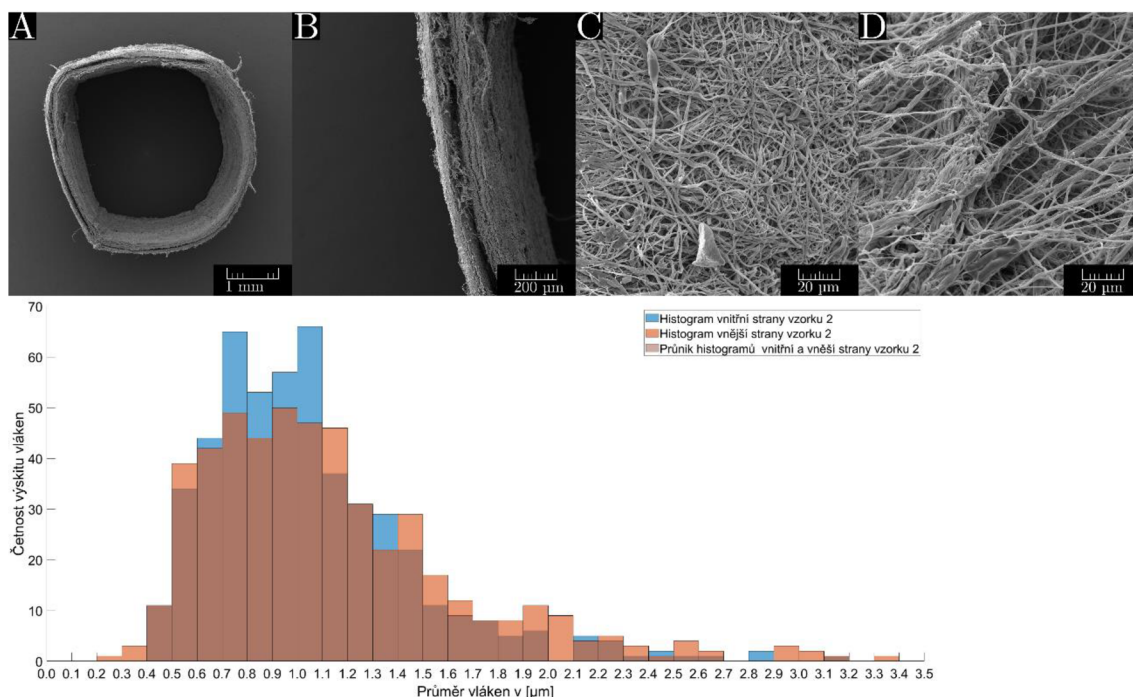 A
B
C
D
1 mm
200 µm
20 µm
20 µm
70
60
50
40
30
20
10
0
Četnost výskytu vláken
Histogram vnitřní strany vzorku 2
Histogram vnější strany vzorku 2
Průnik histogramů vnitřní a vněší strany vzorku 2
0.0 0.1 0.2 0.3 0.4 0.5 0.6 0.7 0.8 0.9 1.0 1.1 1.2 1.3 1.4 1.5 1.6 1.7 1.8 1.9 2.0 2.1 2.2 2.3 2.4 2.5 2.6 2.7 2.8 2.9 3.0 3.1 3.2 3.3 3.4 3.5
Průměr vláken v [µm]